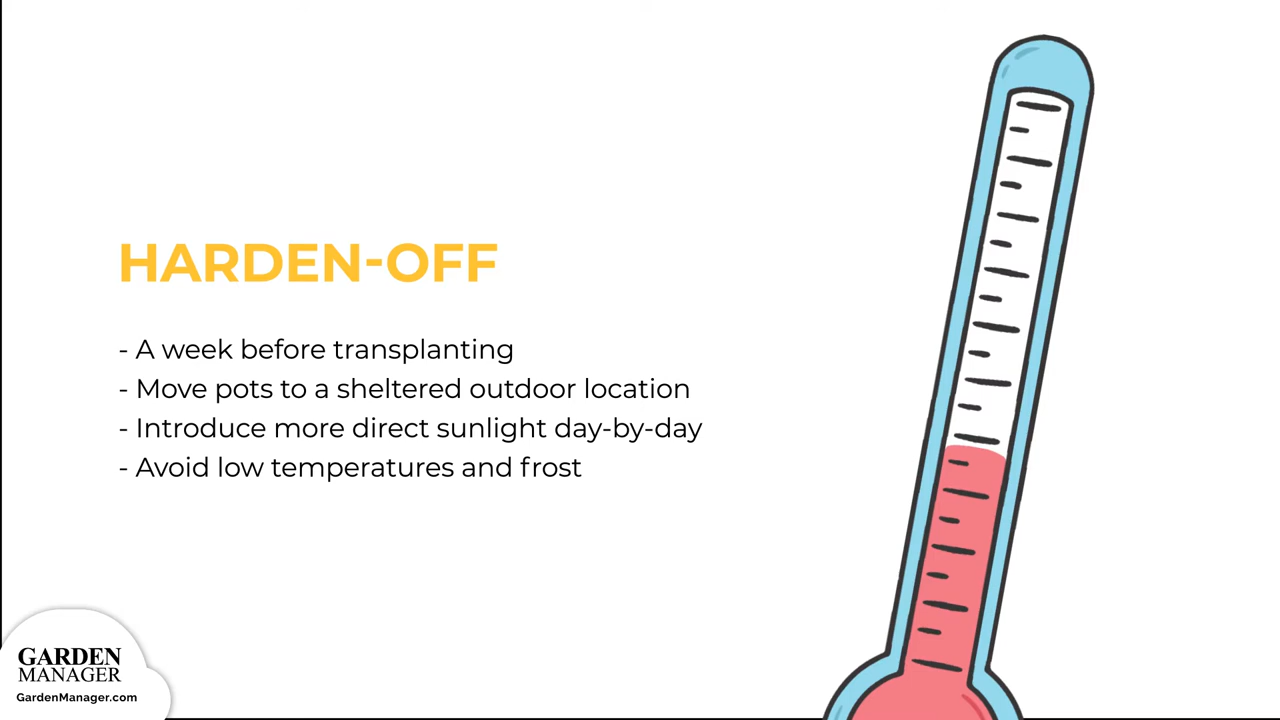 HARDEN-OFF
- A week before transplanting
- Move pots to a sheltered outdoor location
- Introduce more direct sunlight day-by-day
- Avoid low temperatures and frost
GARDEN
MANAGER
GardenManager.com